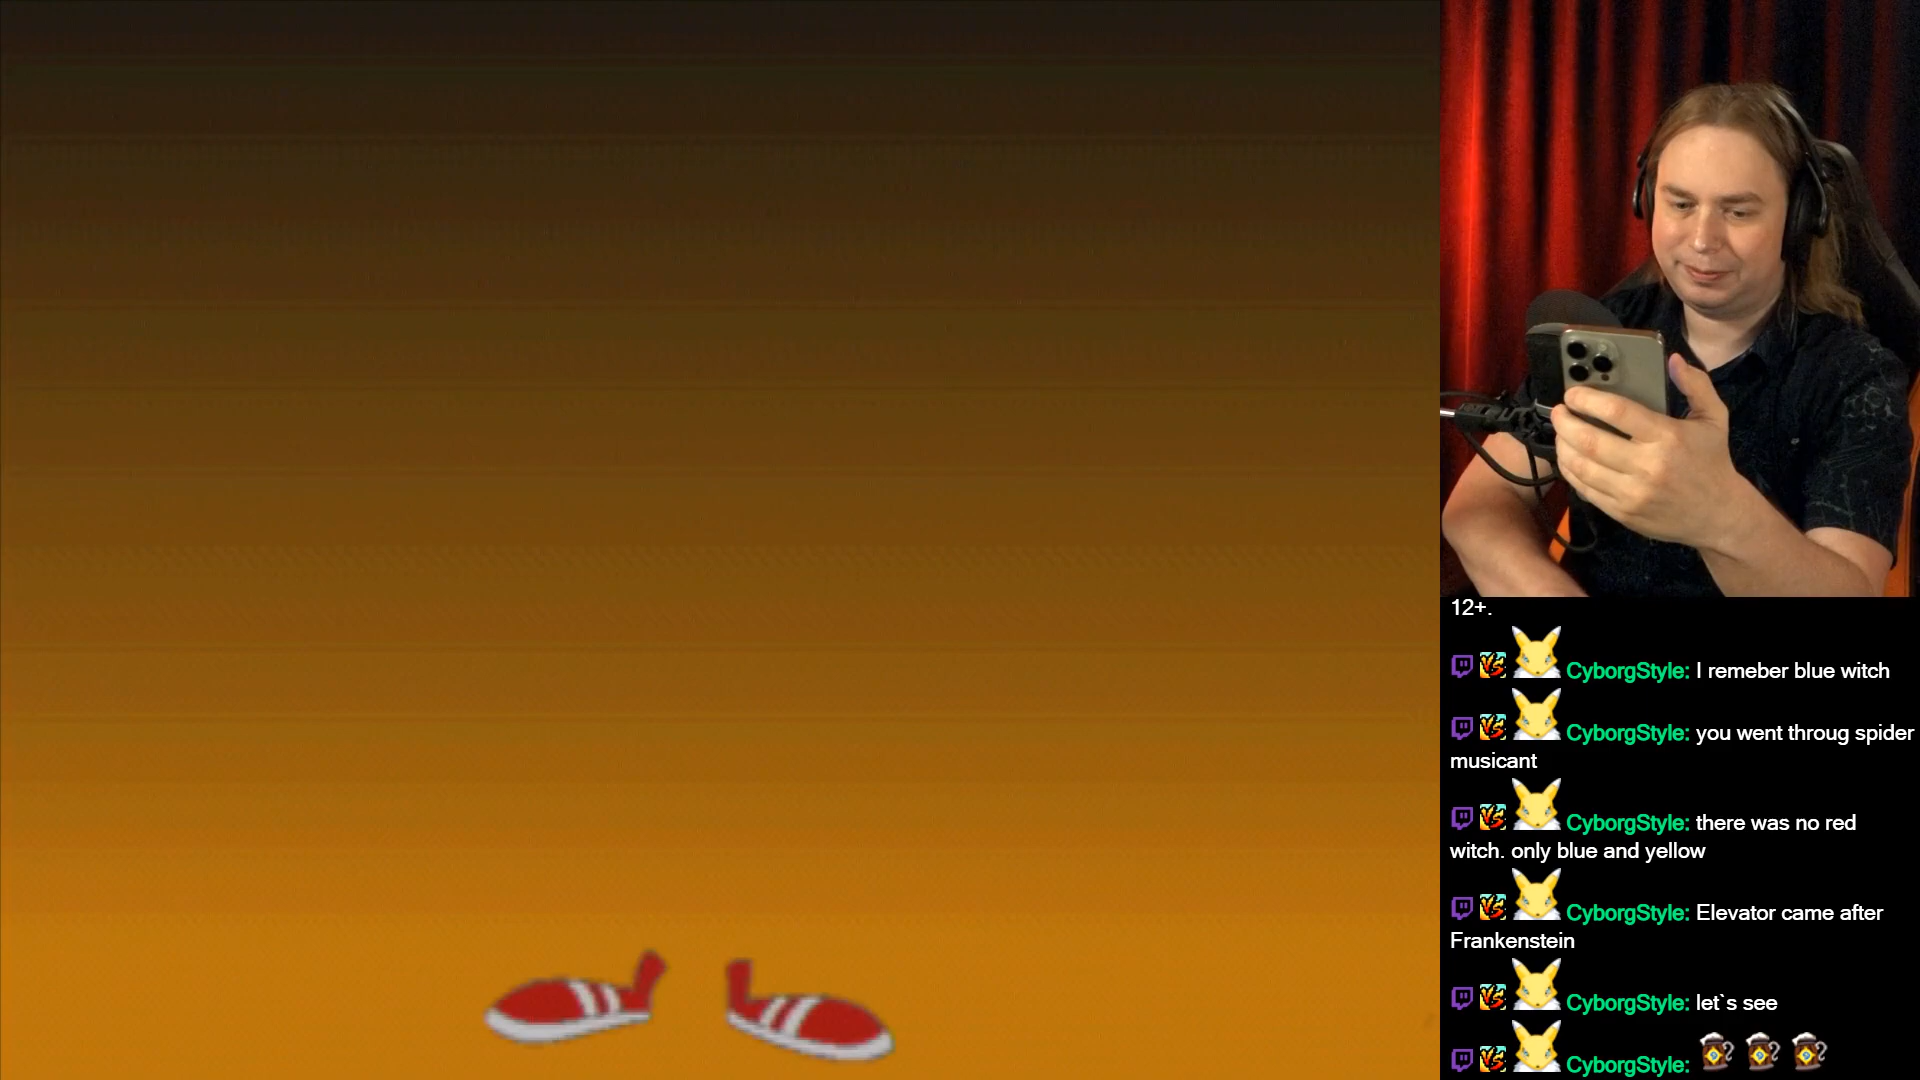 12+.
CyborgStyle: I remeber blue witch
CyborgStyle: you went throug spider
musicant
CyborgStyle: there was no red
witch. only blue and yellow
CyborgStyle: Elevator came after
Frankenstein
CyborgStyle: let`s see
CyborgStyle: